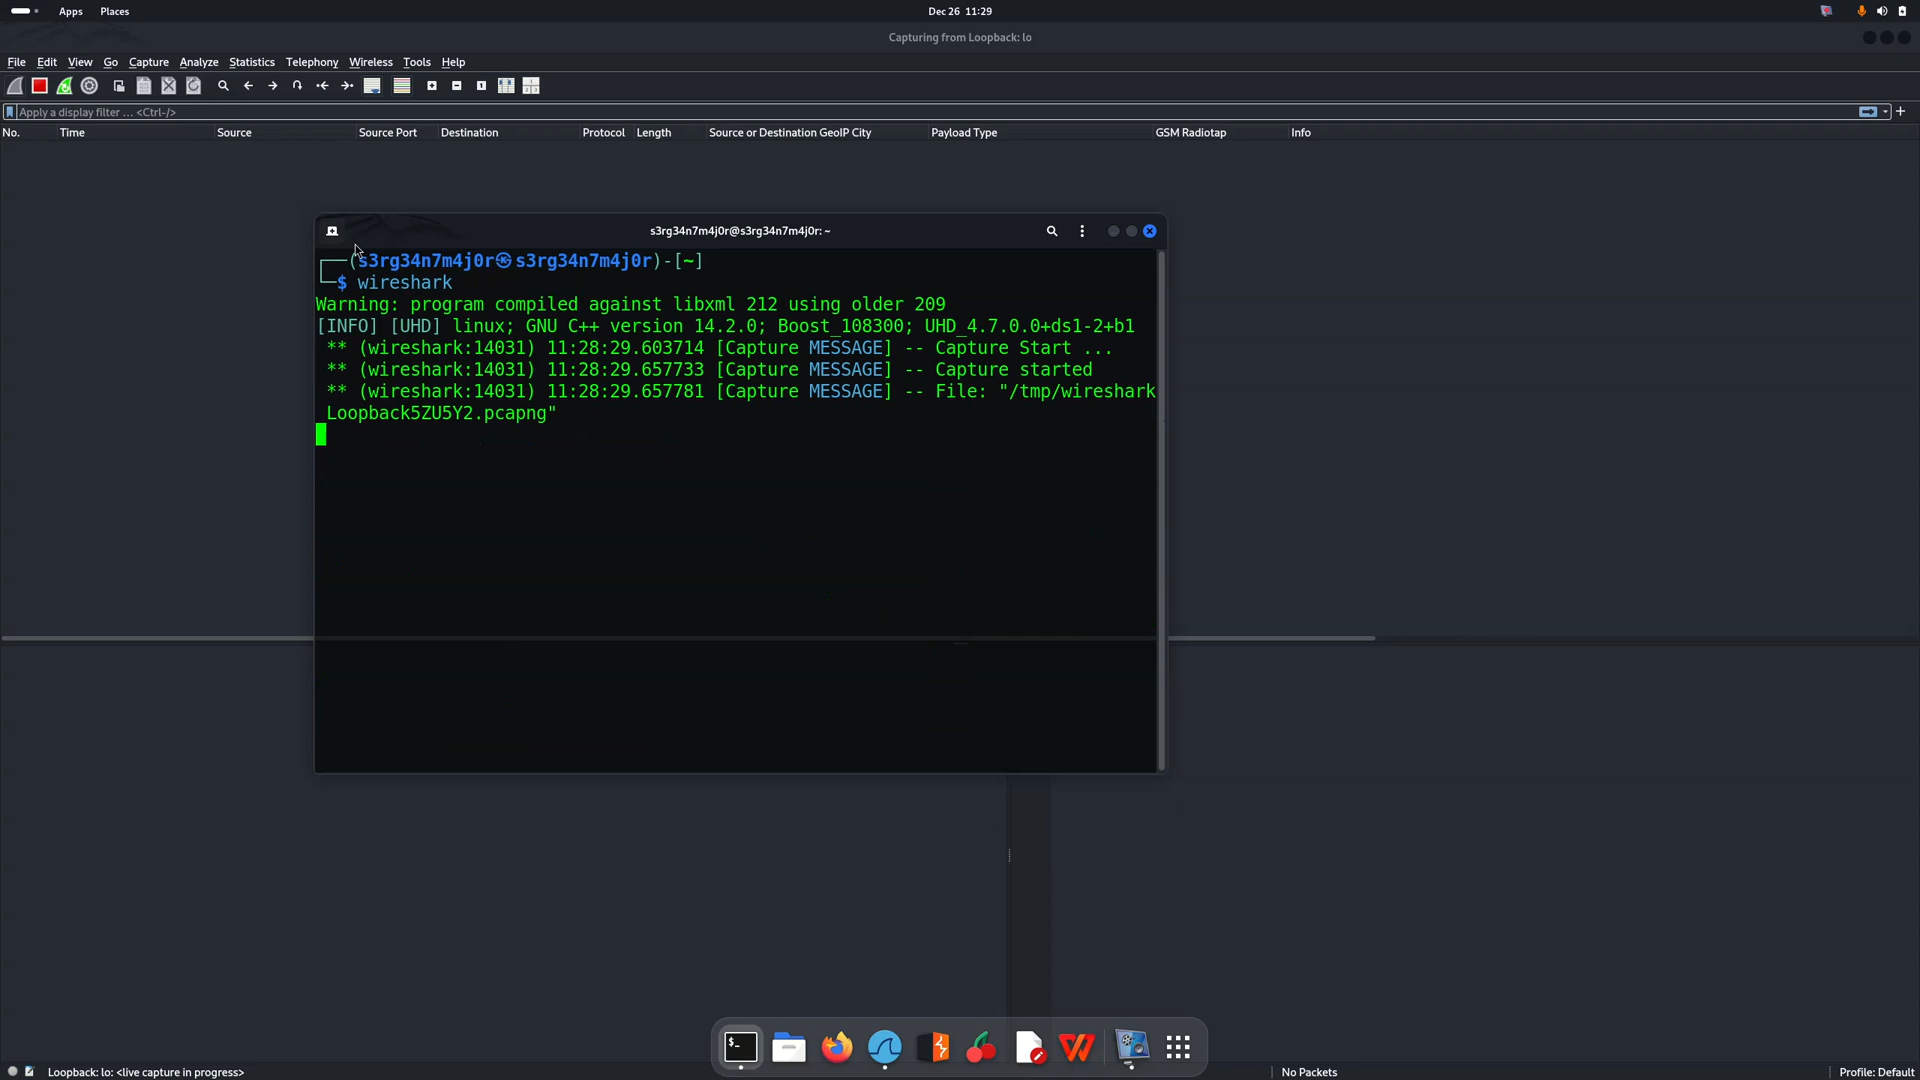 Apps Places Dec 26 11:29
Capturing from Loopback: lo
File Edit View Go Capture Analyze Statistics Telephony Wireless Tools Help
Apply a display filter ... <Ctrl-/>
No. Time Source Source Port Destination Protocol Length Source or Destination GeoIP City Payload Type GSM Radiotap Info
s3rg34n7m4j0r@s3rg34n7m4j0r: ~
┌──(s3rg34n7m4j0r㉿s3rg34n7m4j0r)-[~]
└─$ wireshark
Warning: program compiled against libxml 212 using older 209
[INFO] [UHD] linux; GNU C++ version 14.2.0; Boost_108300; UHD_4.7.0.0+ds1-2+b1
** (wireshark:14031) 11:28:29.603714 [Capture MESSAGE] -- Capture Start ...
** (wireshark:14031) 11:28:29.657733 [Capture MESSAGE] -- Capture started
** (wireshark:14031) 11:28:29.657781 [Capture MESSAGE] -- File: "/tmp/wireshark
_Loopback5ZU5Y2.pcapng"
Loopback: lo: <live capture in progress> No Packets Profile: Default